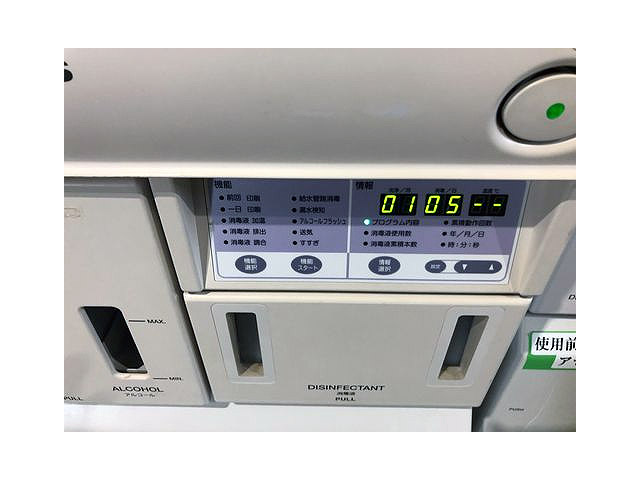 機能
情報
前回 印刷
給水管路消毒
一日 印刷
漏水検知
消毒液 加温
アルコールフラッシュ
消毒液 排出
送気
消毒液 調合
すすぎ
機能
選択
機能
スタート
0105--
プログラム内容
累積動作回数
消毒液使用数
年／月／日
消毒液累積本数
時：分：秒
情報
選択
設定
▼ ▲
MAX.
MIN.
ALCOHOL
アルコール
PULL
DISINFECTANT
消毒液
PULL
使用前
PUSH